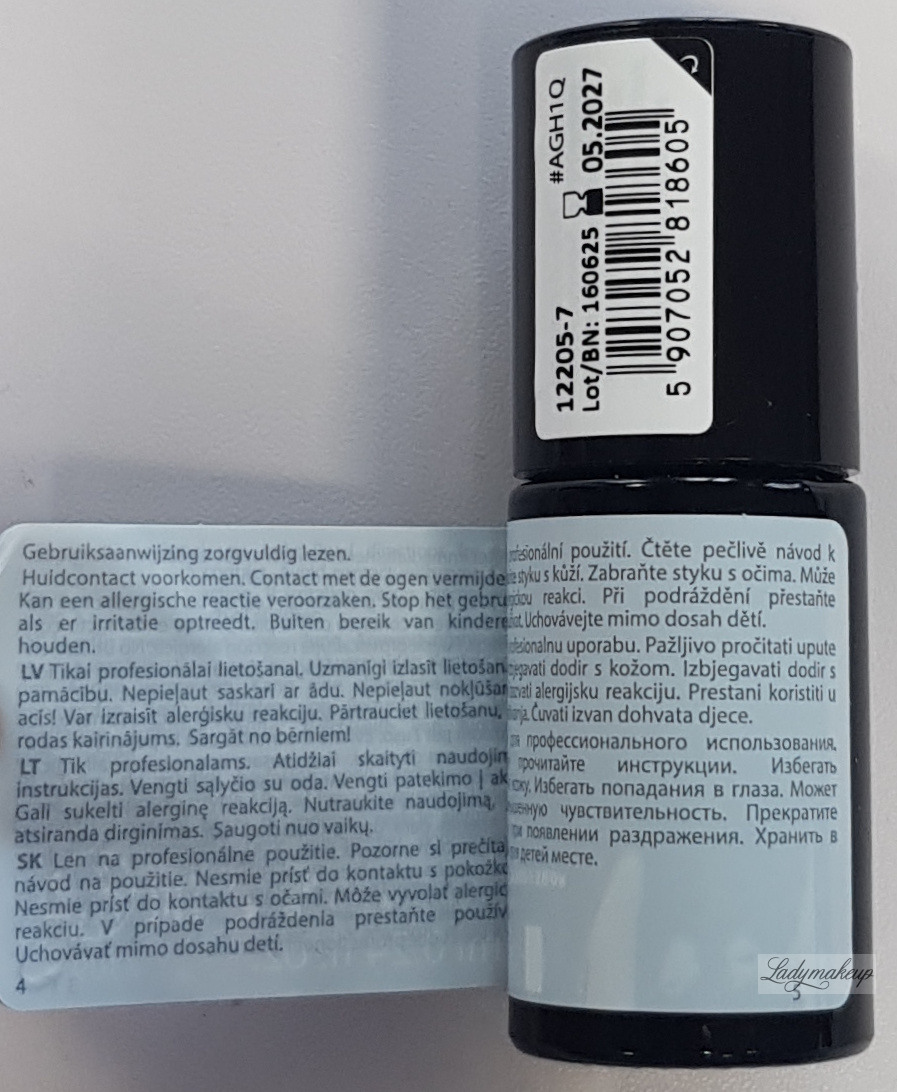 #AGH1Q
12205-7 05.2027
Lot/BN: 160625
5 907052 818605
Gebruiksaanwijzing zorgvuldig lezen.
Huidcontact voorkomen. Contact met de ogen vermijde
Kan een allergische reactie veroorzaken. Stop het gebru
als er irritatie optreedt. Buiten bereik van kindere
houden.
LV Tikai profesionālai lietošanai. Uzmanīgi izlasīt lietošan
pamācību. Nepieļaut saskari ar ādu. Nepieļaut nokļūšan
acīs! Var izraisīt alerģisku reakciju. Pārtrauciet lietošanu,
rodas kairinājums. Sargāt no bērniem!
LT Tik profesionalams. Atidžiai skaityti naudojim
instrukcijas. Vengti sąlyčio su oda. Vengti patekimo į ak
Gali sukelti alerginę reakciją. Nutraukite naudojimą,
atsiranda dirginimas. Saugoti nuo vaikų.
SK Len na profesionálne použitie. Pozorne si prečíta
návod na použitie. Nesmie prísť do kontaktu s pokožko
Nesmie prísť do kontaktu s očami. Môže vyvolať alergic
reakciu. V prípade podráždenia prestaňte použív
Uchovávať mimo dosahu detí.
4
ofesionální použití. Čtěte pečlivě návod k
styku s kůží. Zabraňte styku s očima. Může
reakci. Při podráždění přestaňte
Uchovávejte mimo dosah dětí.
ofesionalnu uporabu. Pažljivo pročitati upute
egavati dodir s kožom. Izbjegavati dodir s
alergijsku reakciju. Prestani koristiti u
Čuvati izvan dohvata djece.
профессионального использования.
прочитайте инструкции. Избегать
кожу. Избегать попадания в глаза. Может
чувствительность. Прекратите
при появлении раздражения. Хранить в
детей месте.
5
Ladymakeup